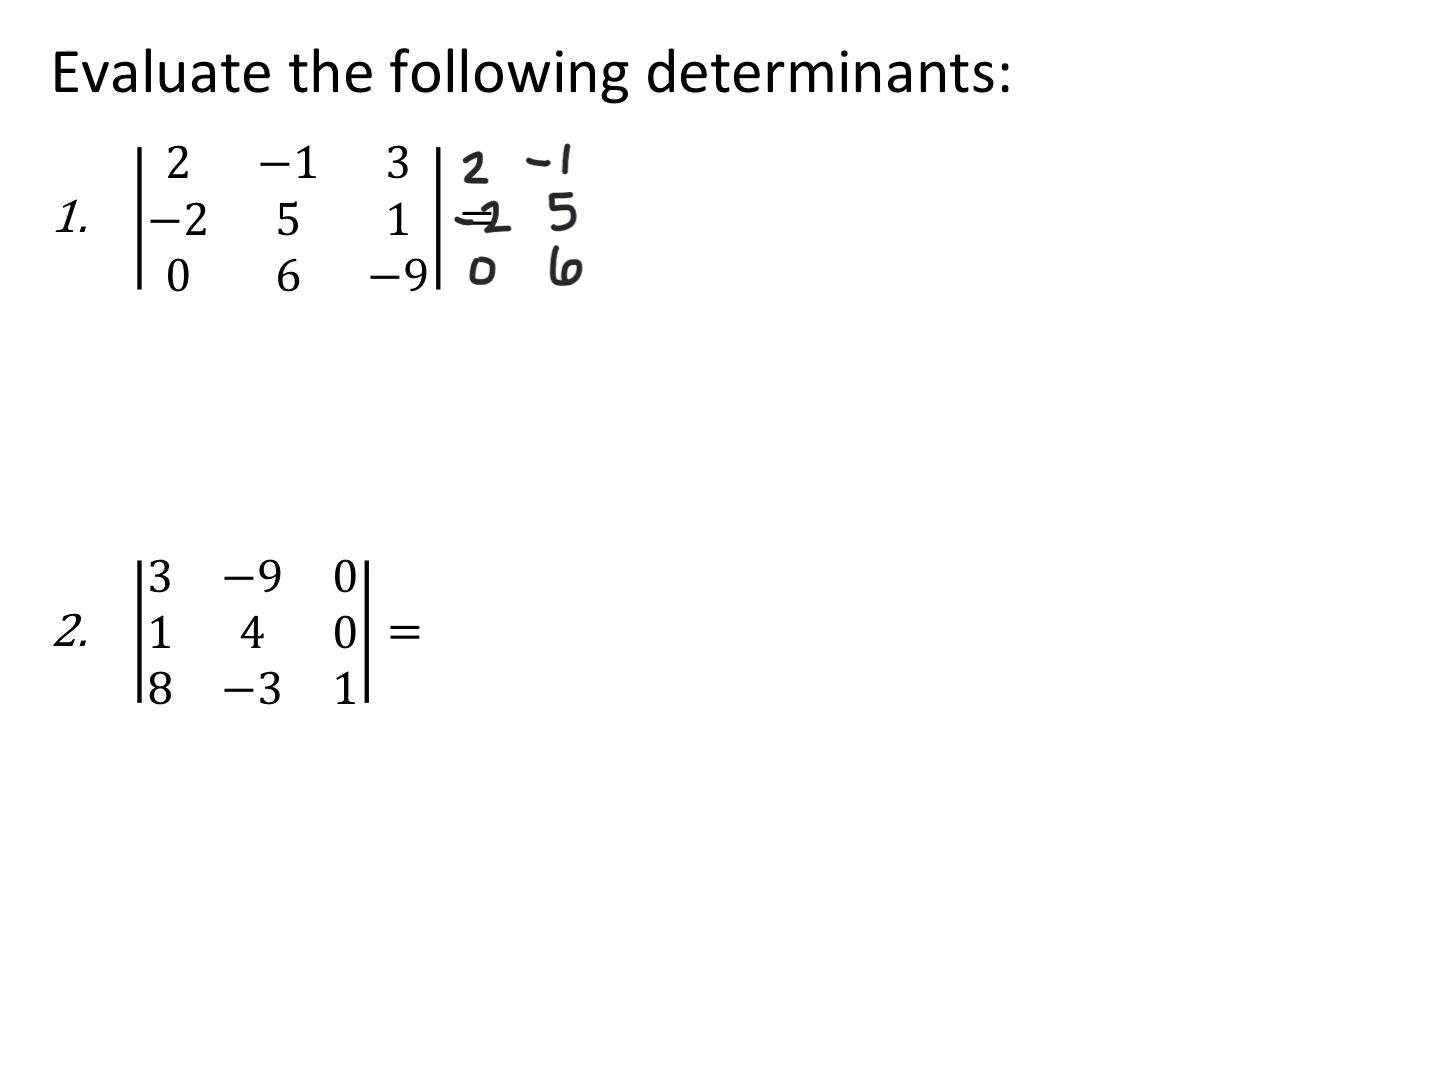 Evaluate the following determinants:
1. | 2 −1 3 | 2 -1
|−2 5 1 | = -2 5
| 0 6 −9 | 0 6
2. | 3 −9 0 |
| 1 4 0 | =
| 8 −3 1 |